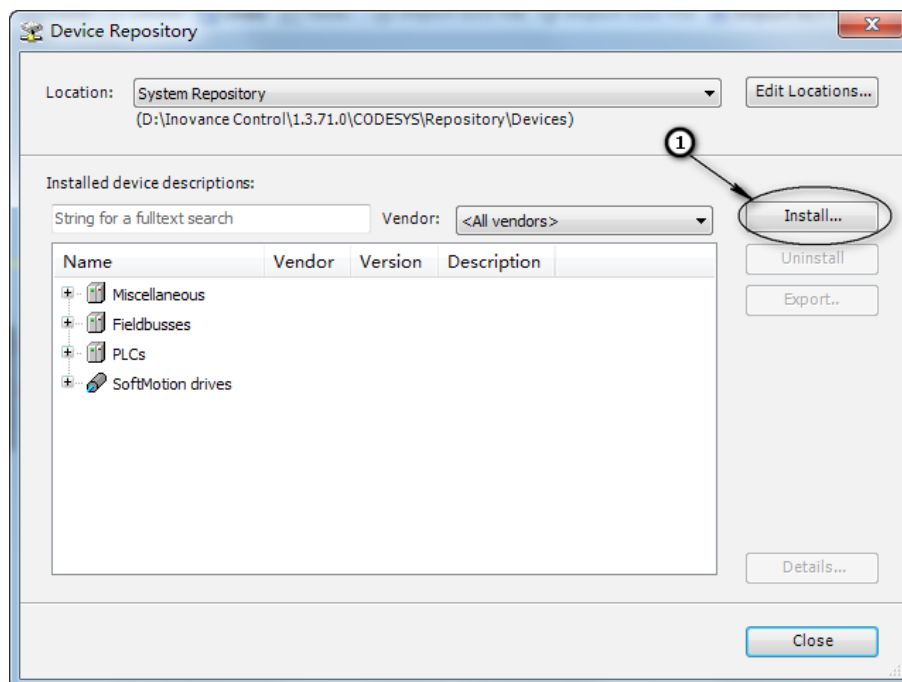 Device Repository
Location: System Repository Edit Locations...
(D:\Inovance Control\1.3.71.0\CODESYS\Repository\Devices)
1
Installed device descriptions:
String for a fulltext search Vendor: <All vendors> Install...
Name Vendor Version Description Uninstall
Miscellaneous Export..
Fieldbusses
PLCs
SoftMotion drives
Details...
Close